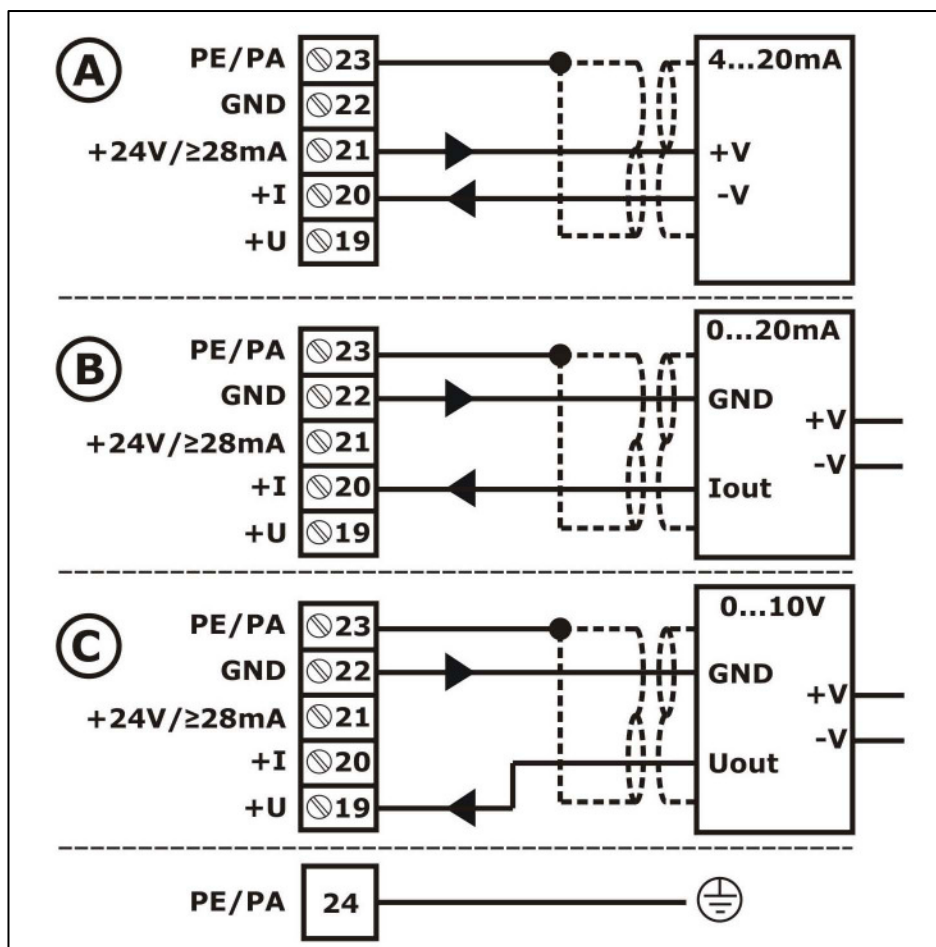 A
PE/PA 23
GND 22
+24V/≥28mA 21
+I 20
+U 19
4...20mA
+V
-V
B
PE/PA 23
GND 22
+24V/≥28mA 21
+I 20
+U 19
0...20mA
GND
Iout
+V
-V
C
PE/PA 23
GND 22
+24V/≥28mA 21
+I 20
+U 19
0...10V
GND
Uout
+V
-V
PE/PA 24